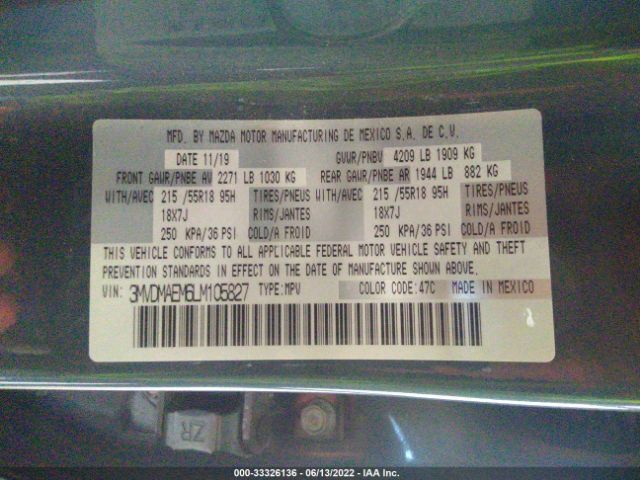 MFD. BY MAZDA MOTOR MANUFACTURING DE MEXICO S.A. DE C.V.
DATE 11/19 GVWR/PNBV 4209 LB 1909 KG
FRONT GAWR/PNBE AV 2271 LB 1030 KG REAR GAWR/PNBE AR 1944 LB 882 KG
WITH/AVEC 215 /55R18 95H TIRES/PNEUS WITH/AVEC 215 /55R18 95H TIRES/PNEUS
18X7J RIMS/JANTES 18X7J RIMS/JANTES
250 KPA/36 PSI COLD/A FROID 250 KPA/36 PSI COLD/A FROID
THIS VEHICLE CONFORMS TO ALL APPLICABLE FEDERAL MOTOR VEHICLE SAFETY AND THEFT
PREVENTION STANDARDS IN EFFECT ON THE DATE OF MANUFACTURE SHOWN ABOVE.
VIN: 3MVDMAEM6LM105827 TYPE:MPV COLOR CODE:47C MADE IN MEXICO
ZR
000-33326136 - 06/13/2022 - IAA Inc.